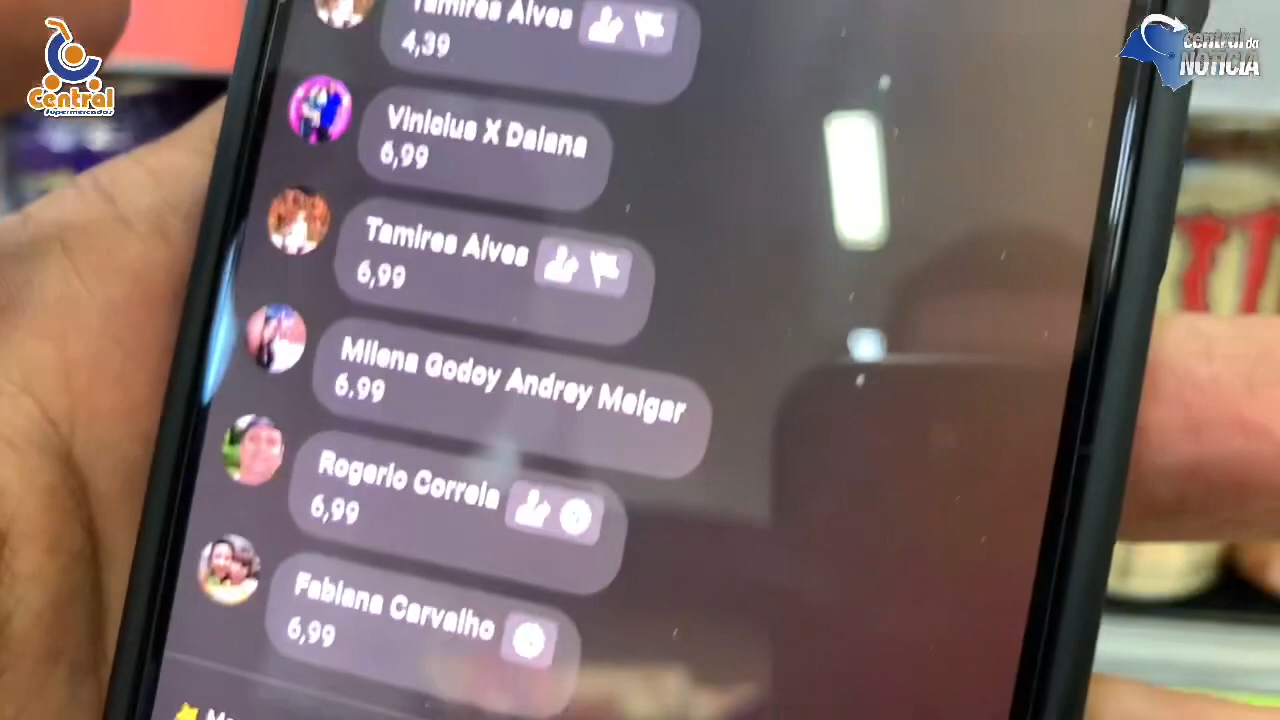 Central
Supermercados
central da
NOTÍCIA
Tamires Alves
4,39
Vinicius X Daiana
6,99
Tamires Alves
6,99
Milena Godoy Andrey Melgar
6.99
Rogerio Correia
6,99
Fabiana Carvalho
6,99